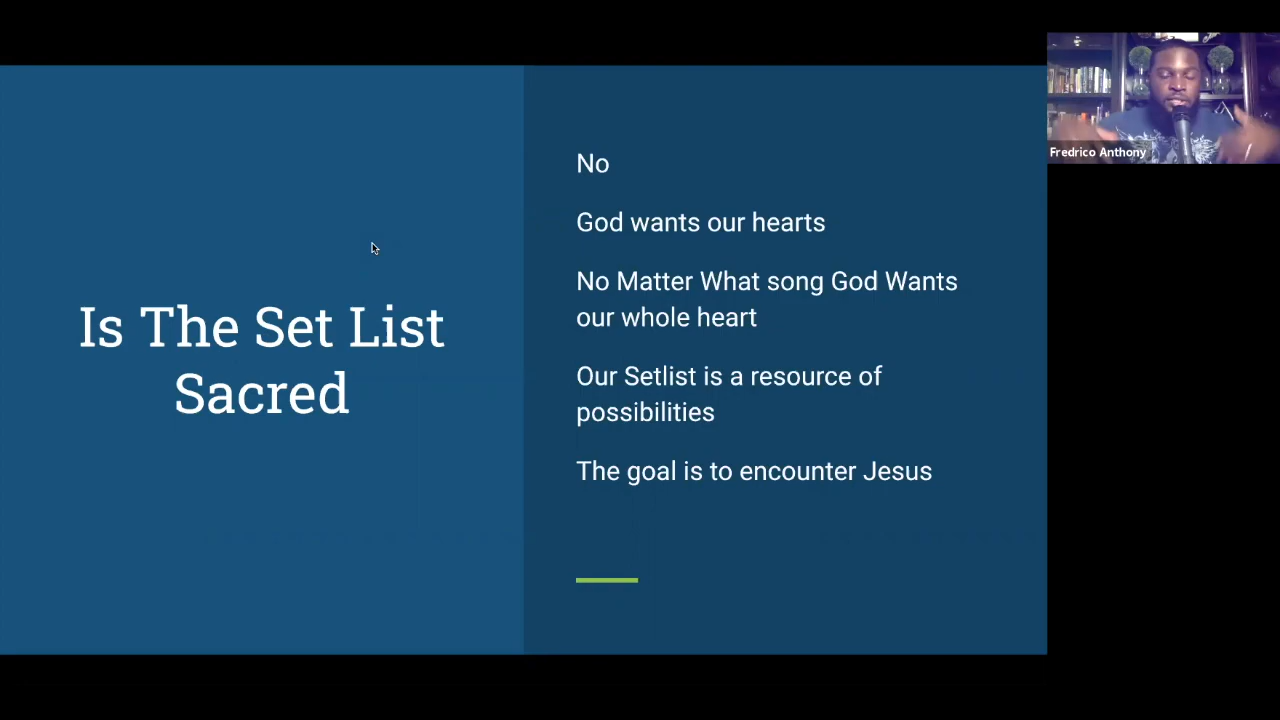 Is The Set List
Sacred
No
God wants our hearts
No Matter What song God Wants
our whole heart
Our Setlist is a resource of
possibilities
The goal is to encounter Jesus
Fredrico Anthony